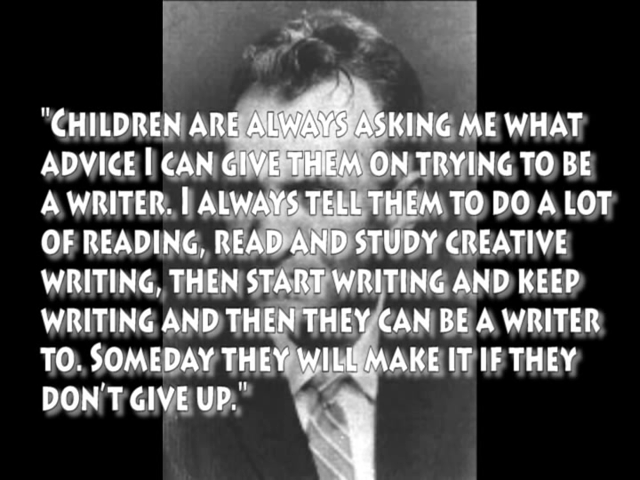 "Children are always asking me what
advice I can give them on trying to be
a writer. I always tell them to do a lot
of reading, read and study creative
writing, then start writing and keep
writing and then they can be a writer
to. Someday they will make it if they
don't give up."